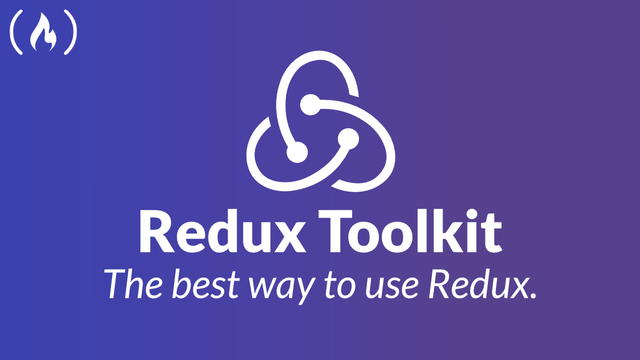 Redux Toolkit
The best way to use Redux.